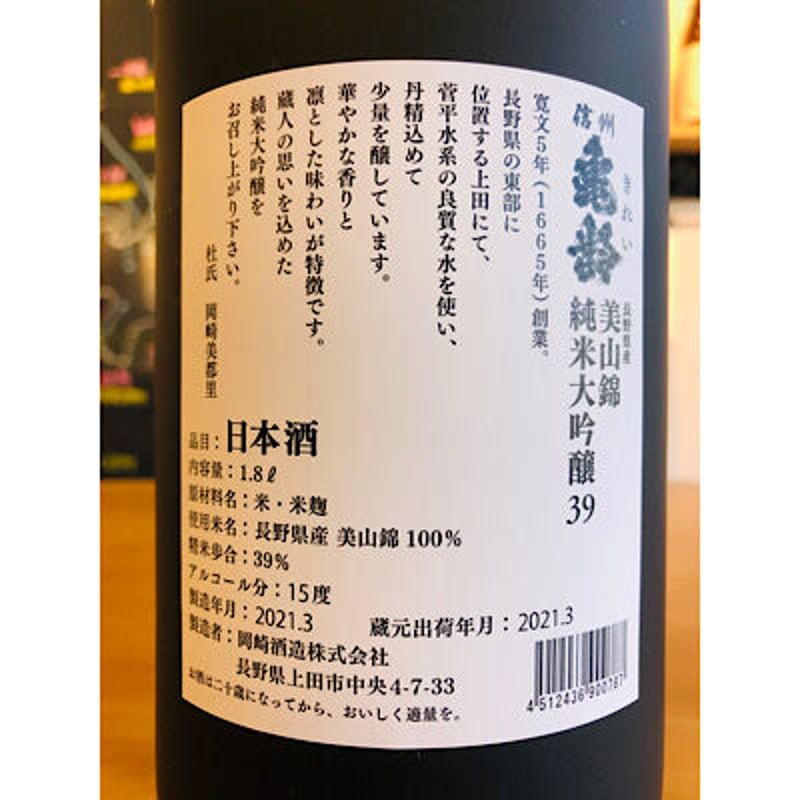 信州
亀齢
きれい
長野県産
美山錦
純米大吟醸39
寛文5年(1665年)創業。
長野県の東部に
位置する上田にて、
菅平水系の良質な水を使い、
丹精込めて
少量を醸しています。
華やかな香りと
凛とした味わいが特徴です。
蔵人の思いを込めた
純米大吟醸を
お召し上がり下さい。
杜氏 岡崎美都里
品目:日本酒
内容量:1.8ℓ
原材料名:米・米麹
使用米名:長野県産 美山錦 100%
精米歩合:39%
アルコール分:15度
製造年月:2021.3 蔵元出荷年月:2021.3
製造者:岡崎酒造株式会社
長野県上田市中央4-7-33
お酒は二十歳になってから、おいしく適量を。
4 512436 900787